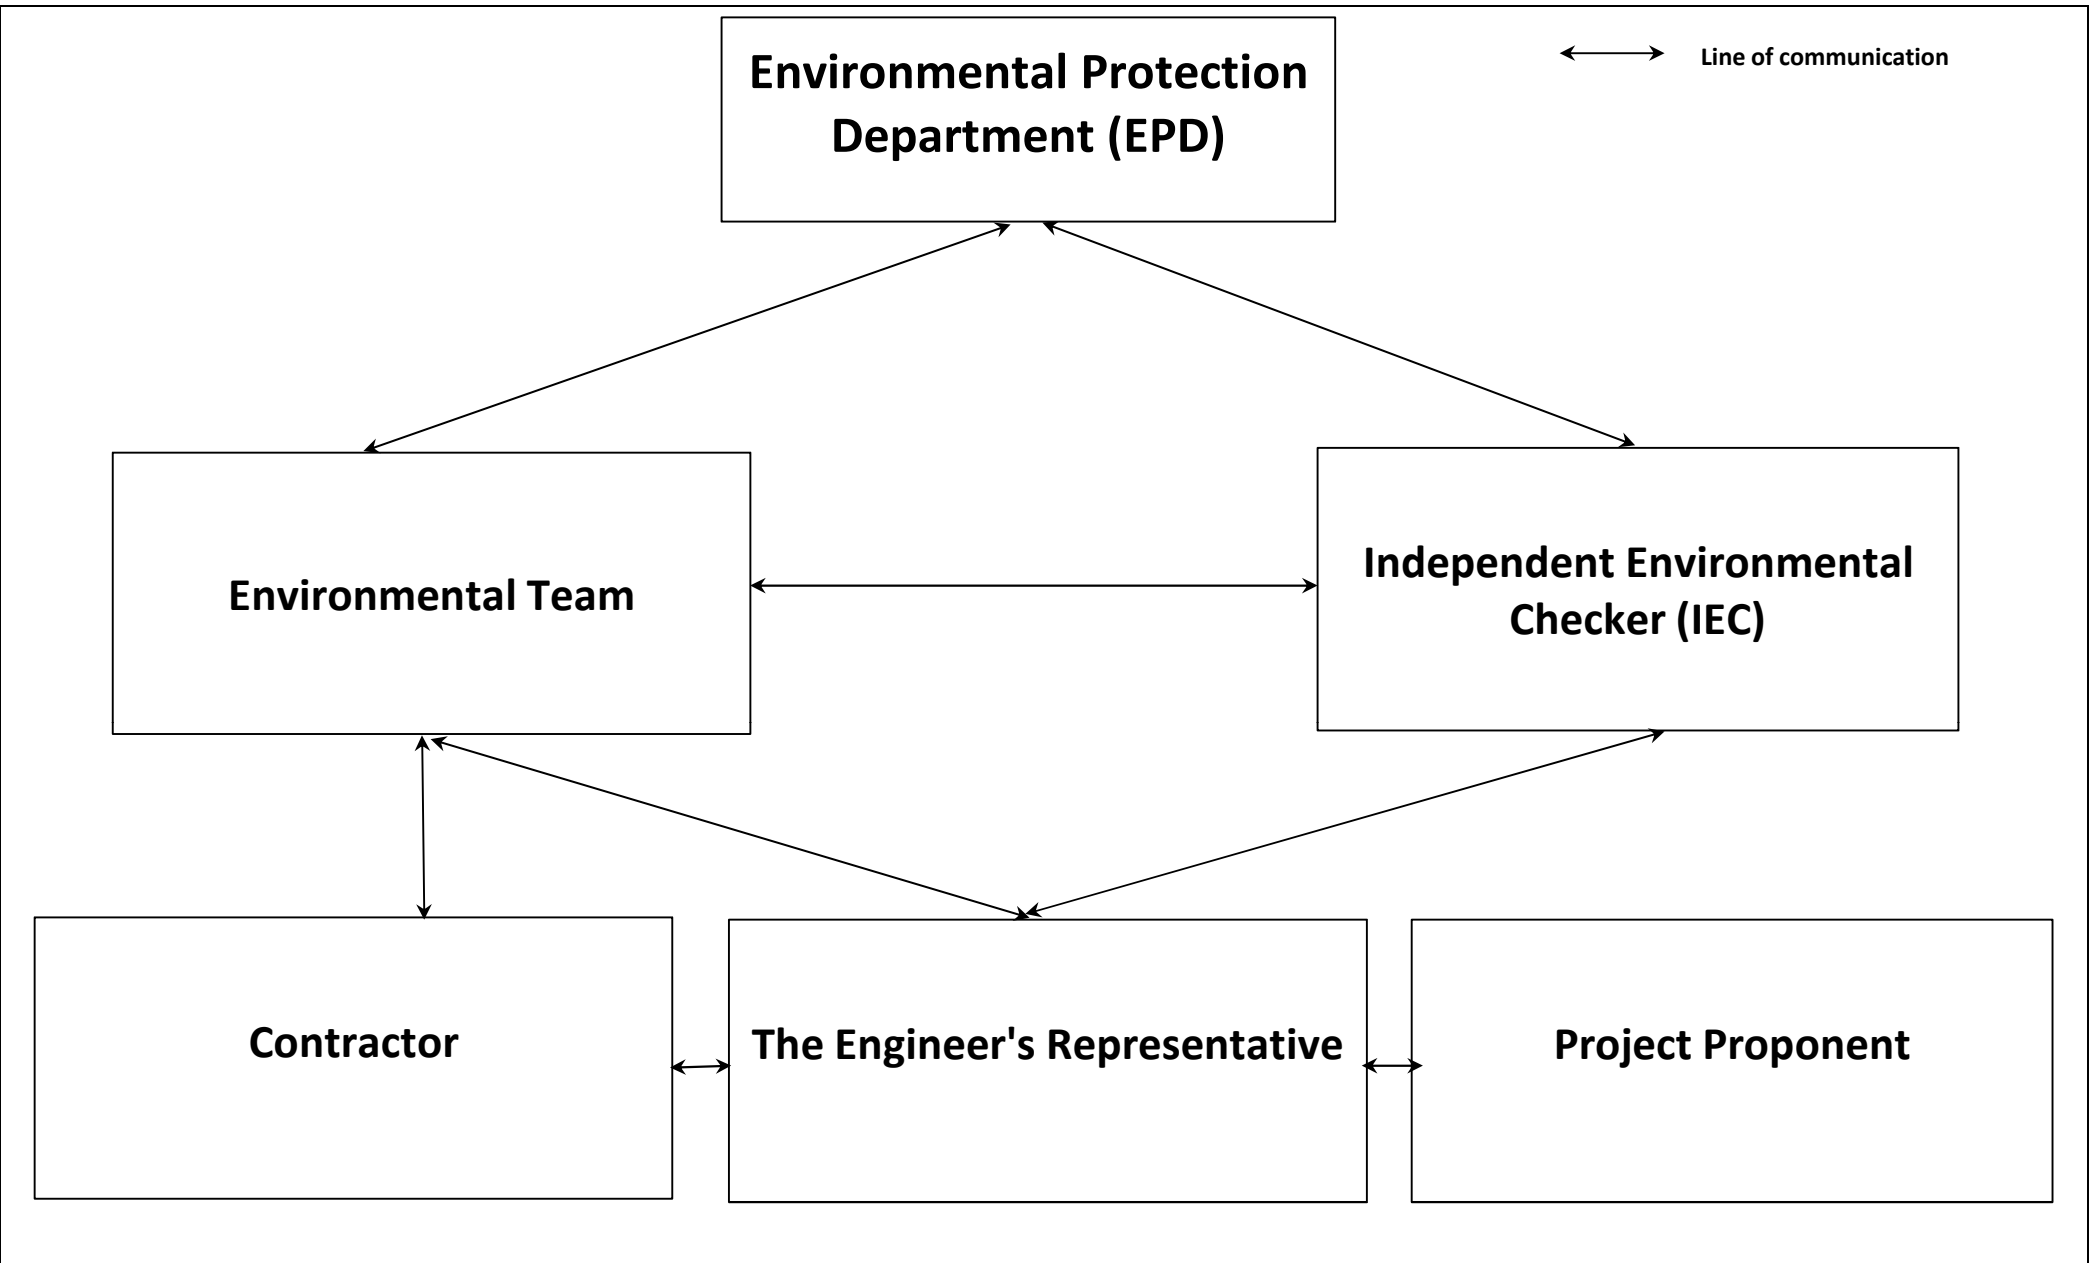 Environmental Protection
Department (EPD)
Line of communication
Environmental Team
Independent Environmental
Checker (IEC)
Contractor
The Engineer's Representative
Project Proponent